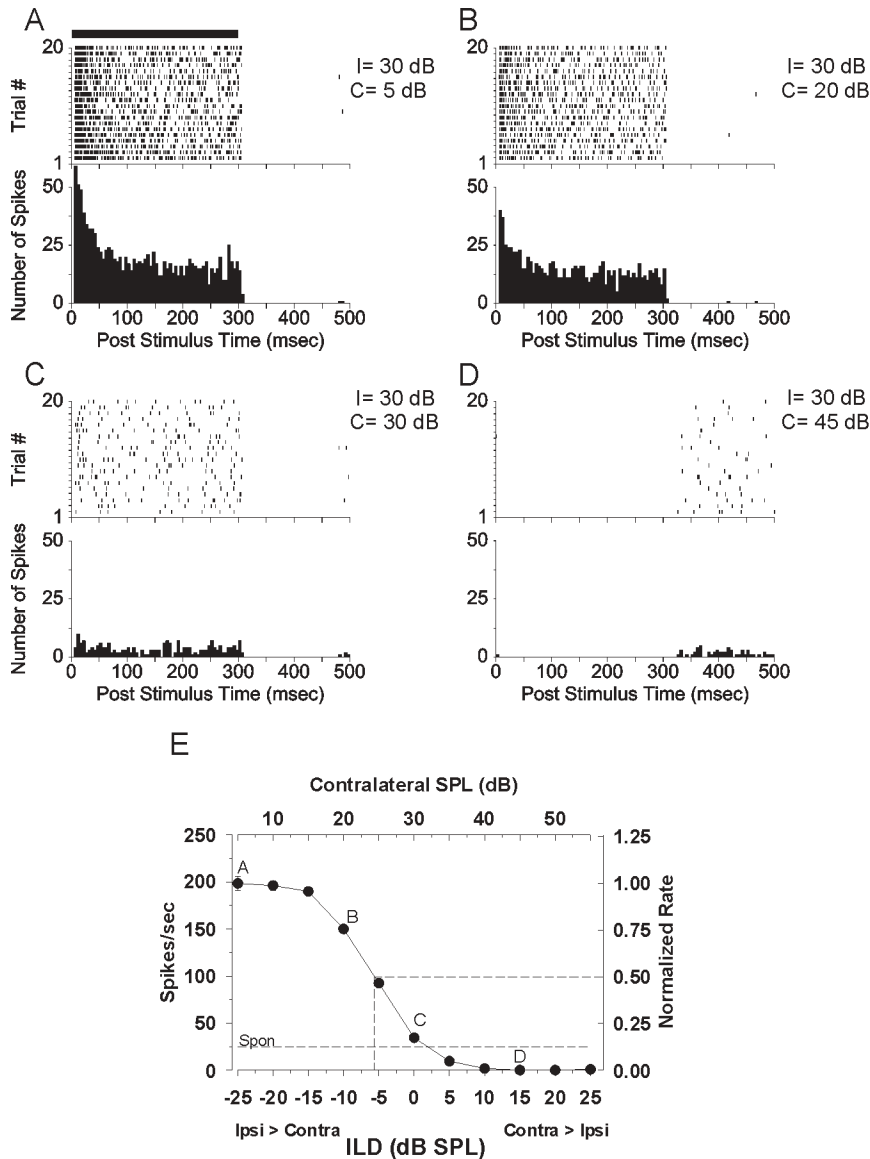 A
20
Trial #
1
I= 30 dB
C= 5 dB
50
25
0
Number of Spikes
0 100 200 300 500
Post Stimulus Time (msec)
B
20
1
I= 30 dB
C= 20 dB
50
25
0
0 100 200 300 400 500
Post Stimulus Time (msec)
C
20
Trial #
1
I= 30 dB
C= 30 dB
50
25
0
Number of Spikes
0 100 200 300 500
Post Stimulus Time (msec)
D
20
1
I= 30 dB
C= 45 dB
50
25
0
0 100 200 300 400 500
Post Stimulus Time (msec)
E
Contralateral SPL (dB)
10 20 30 40 50
250
200
150
100
50
0
Spikes/sec
1.25
1.00
0.75
0.50
0.25
0.00
Normalized Rate
A
B
C
D
Spon
-25 -20 -15 -10 -5 0 5 10 15 20 25
Ipsi > Contra
Contra > Ipsi
ILD (dB SPL)